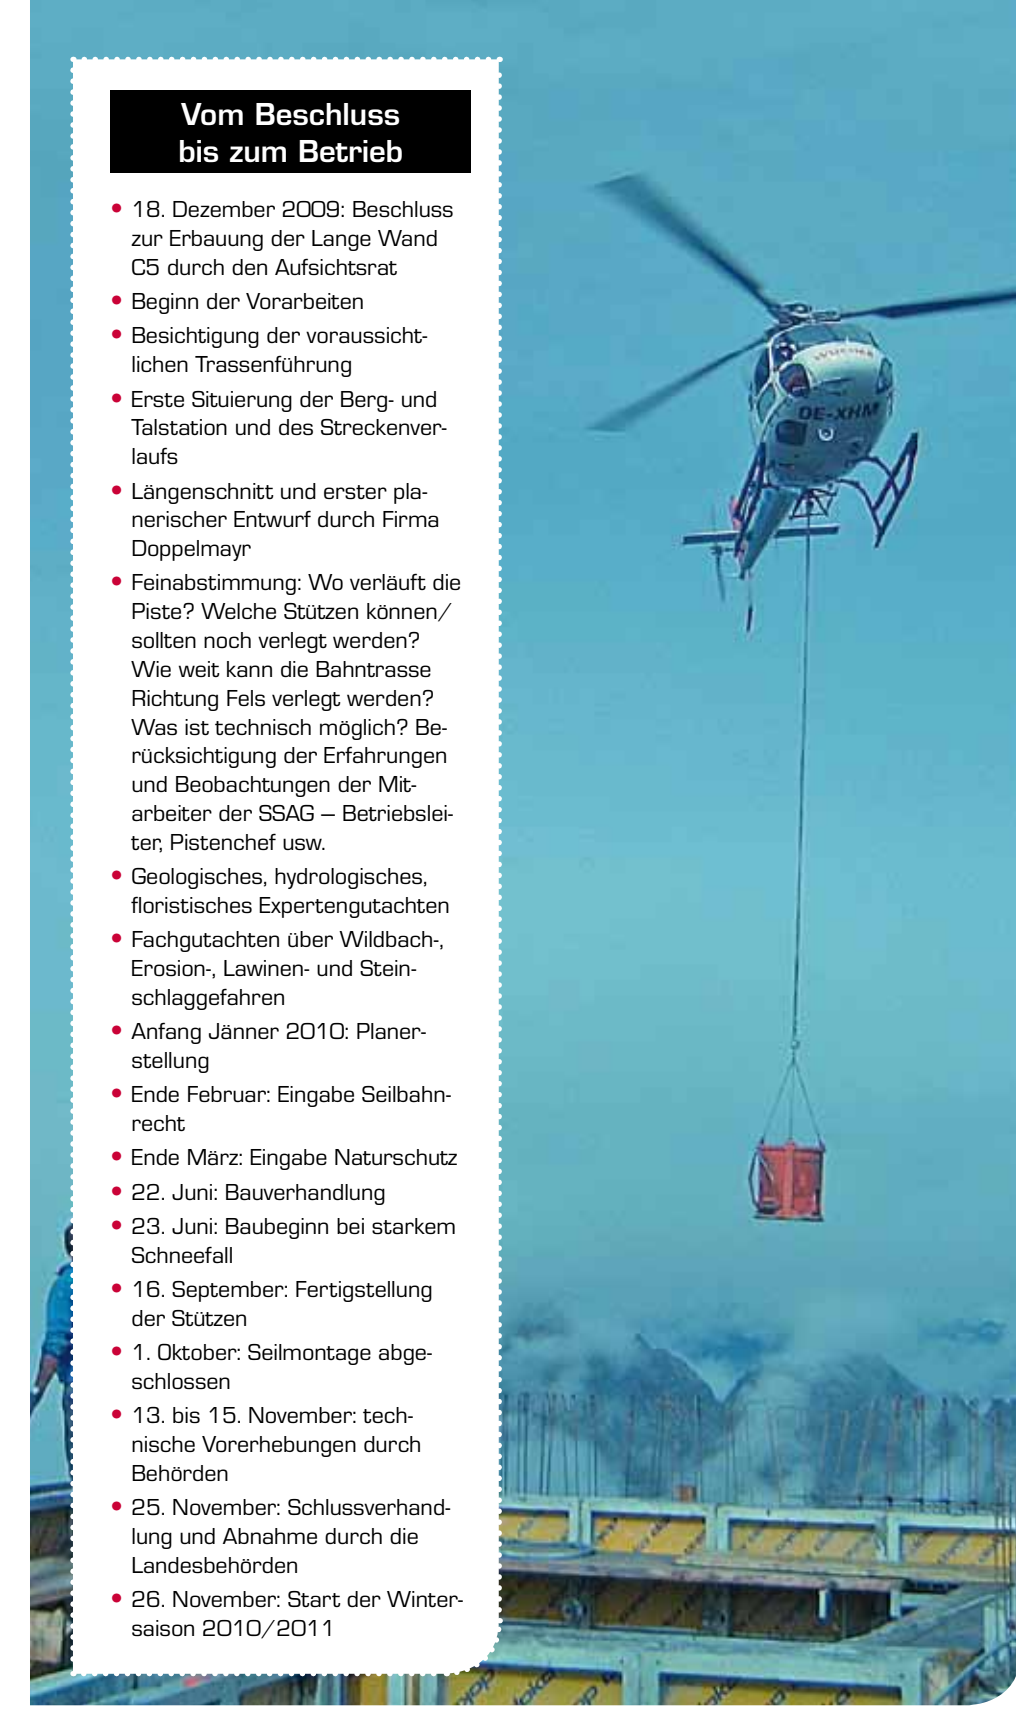 Vom Beschluss
bis zum Betrieb
• 18. Dezember 2009: Beschluss
zur Erbauung der Lange Wand
C5 durch den Aufsichtsrat
• Beginn der Vorarbeiten
• Besichtigung der voraussicht-
lichen Trassenführung
• Erste Situierung der Berg- und
Talstation und des Streckenver-
laufs
• Längenschnitt und erster pla-
nerischer Entwurf durch Firma
Doppelmayr
• Feinabstimmung: Wo verläuft die
Piste? Welche Stützen können/
sollten noch verlegt werden?
Wie weit kann die Bahntrasse
Richtung Fels verlegt werden?
Was ist technisch möglich? Be-
rücksichtigung der Erfahrungen
und Beobachtungen der Mit-
arbeiter der SSAG – Betriebslei-
ter, Pistenchef usw.
• Geologisches, hydrologisches,
floristisches Expertengutachten
• Fachgutachten über Wildbach-,
Erosion-, Lawinen- und Stein-
schlaggefahren
• Anfang Jänner 2010: Planer-
stellung
• Ende Februar: Eingabe Seilbahn-
recht
• Ende März: Eingabe Naturschutz
• 22. Juni: Bauverhandlung
• 23. Juni: Baubeginn bei starkem
Schneefall
• 16. September: Fertigstellung
der Stützen
• 1. Oktober: Seilmontage abge-
schlossen
• 13. bis 15. November: tech-
nische Vorerhebungen durch
Behörden
• 25. November: Schlussverhand-
lung und Abnahme durch die
Landesbehörden
• 26. November: Start der Winter-
saison 2010/2011
OE-XHM
doka